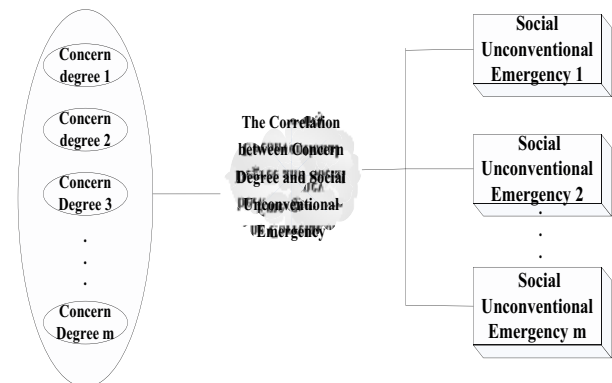 Concern
degree 1
Concern
degree 2
Concern
Degree 3
.
.
.
Concern
Degree m
The Correlation
between Concern
Degree and Social
Unconventional
Emergency
Social
Unconventional
Emergency 1
Social
Unconventional
Emergency 2
.
.
.
Social
Unconventional
Emergency m